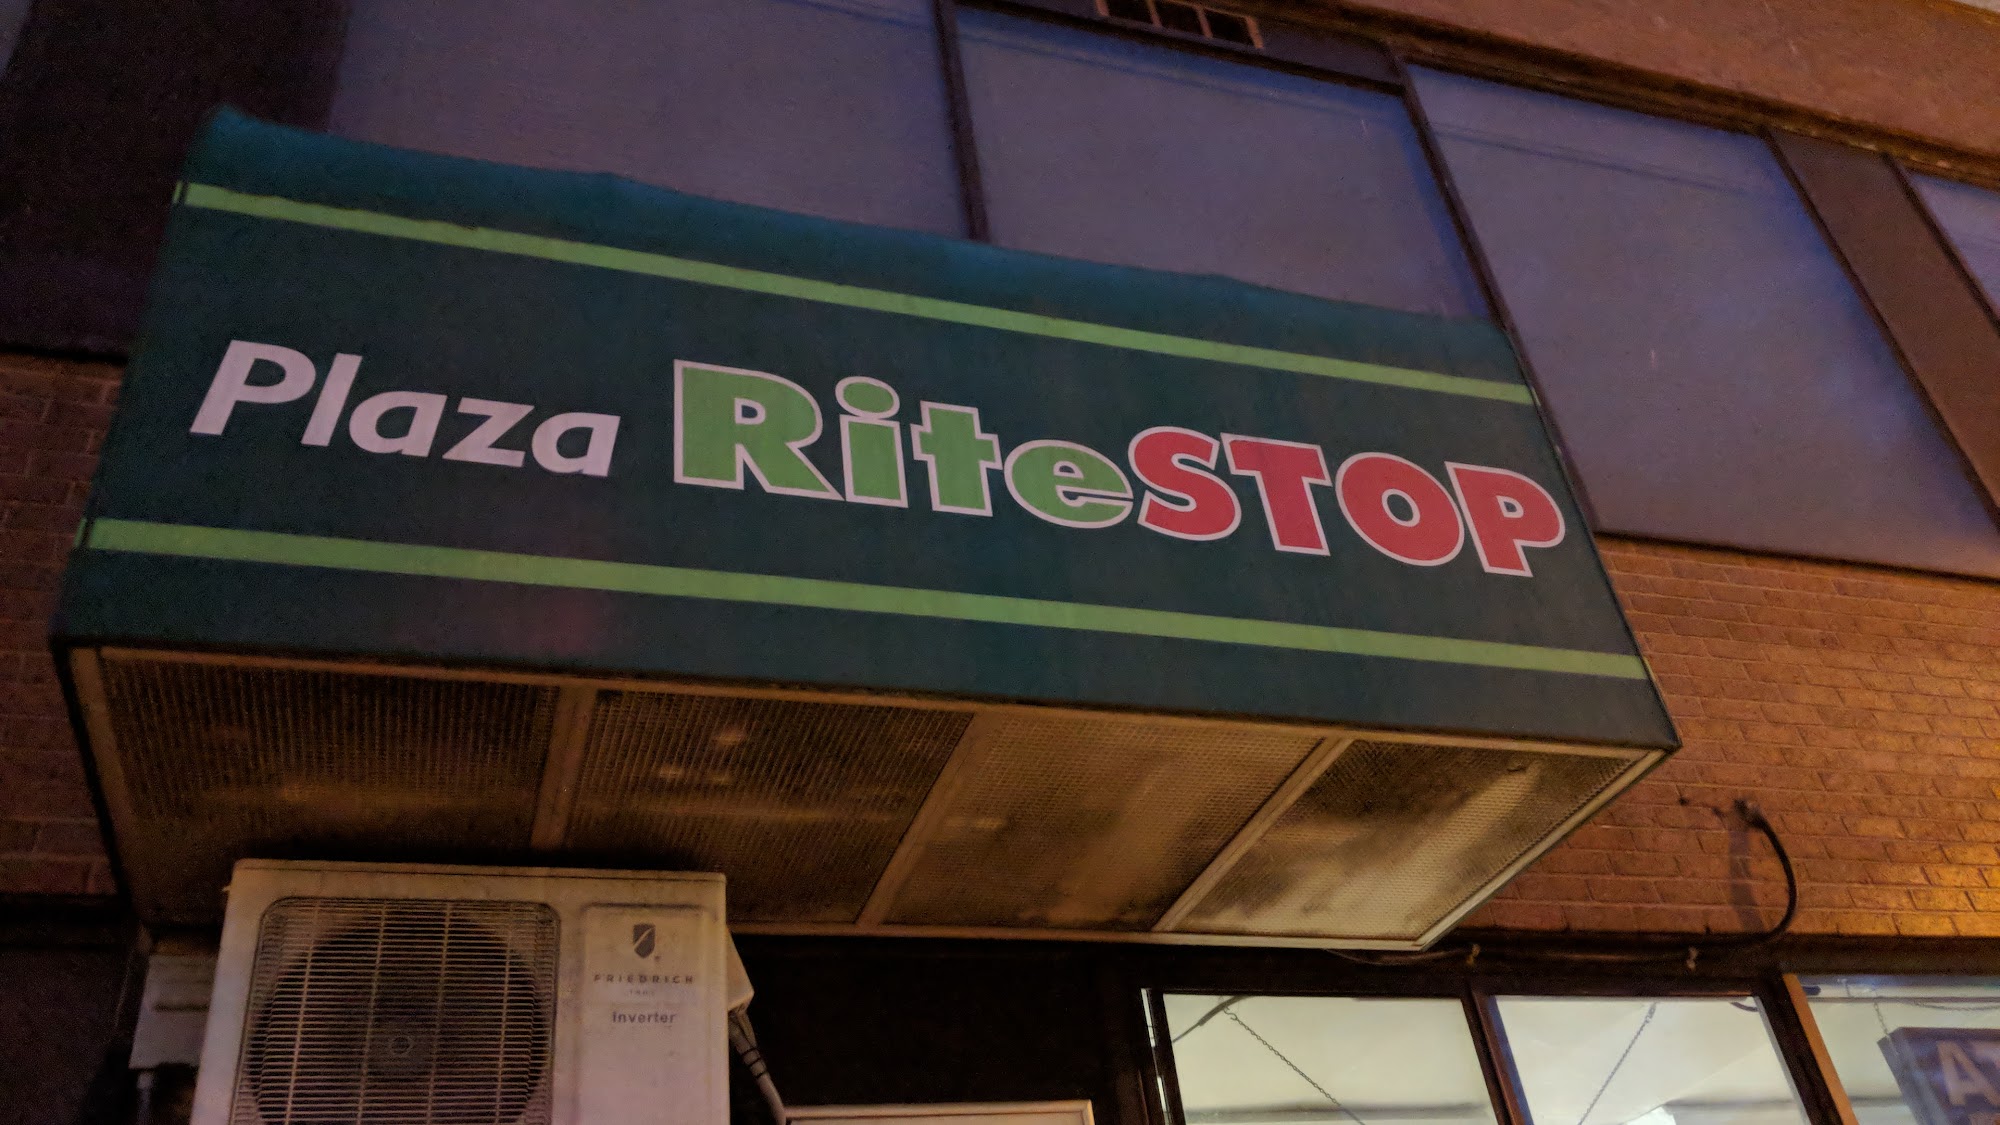 Plaza RiteSTOP
FRIEDRICH
inverter